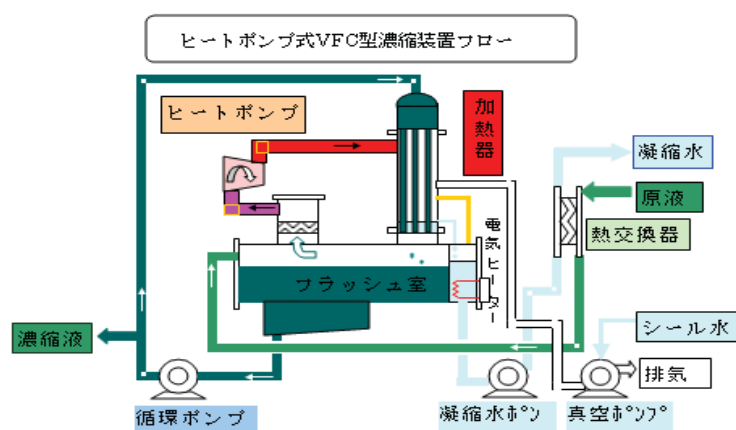 ヒートポンプ式VFC型濃縮装置フロー
ヒートポンプ
加熱器
凝縮水
原液
熱交換器
電気ヒーター
フラッシュ室
濃縮液
シール水
排気
循環ポンプ
凝縮水ポン
真空ポンプ